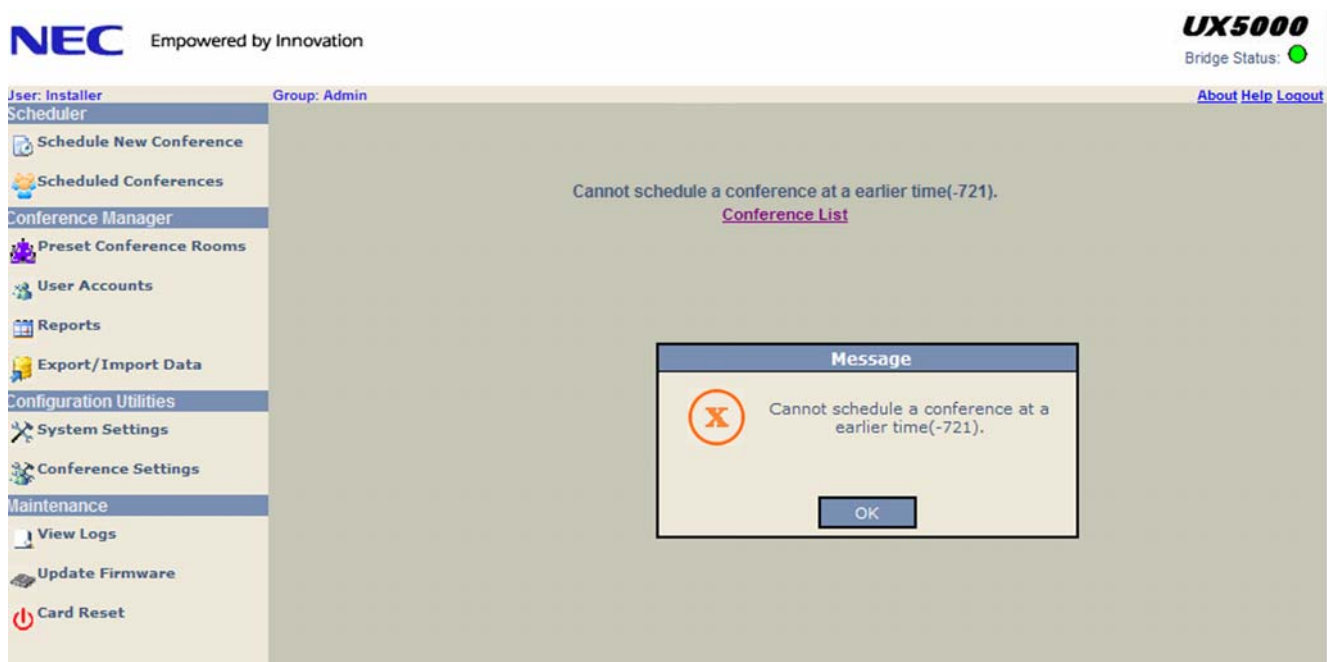 NEC Empowered by Innovation
UX5000
Bridge Status:
User: Installer Group: Admin About Help Logout
Scheduler
Schedule New Conference
Scheduled Conferences
Conference Manager
Preset Conference Rooms
User Accounts
Reports
Export/Import Data
Configuration Utilities
System Settings
Conference Settings
Maintenance
View Logs
Update Firmware
Card Reset
Cannot schedule a conference at a earlier time(-721).
Conference List
Message
X
Cannot schedule a conference at a
earlier time(-721).
OK